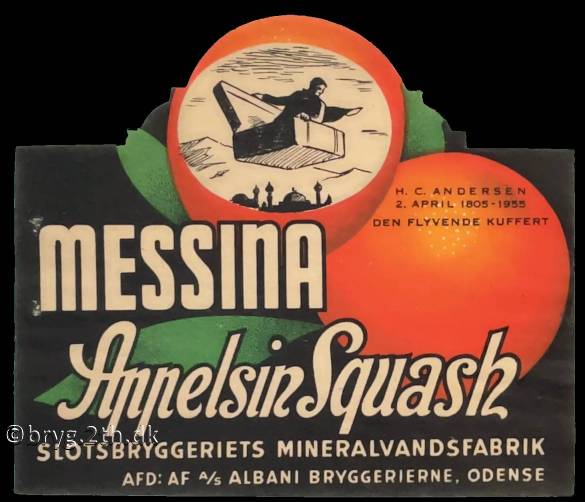 H. C. ANDERSEN
2. APRIL 1805-1955
DEN FLYVENDE KUFFERT
MESSINA
Appelsin Squash
©bryg.2th.dk
SLOTSBRYGGERIETS MINERALVANDSFABRIK
AFD: AF A/S ALBANI BRYGGERIERNE, ODENSE